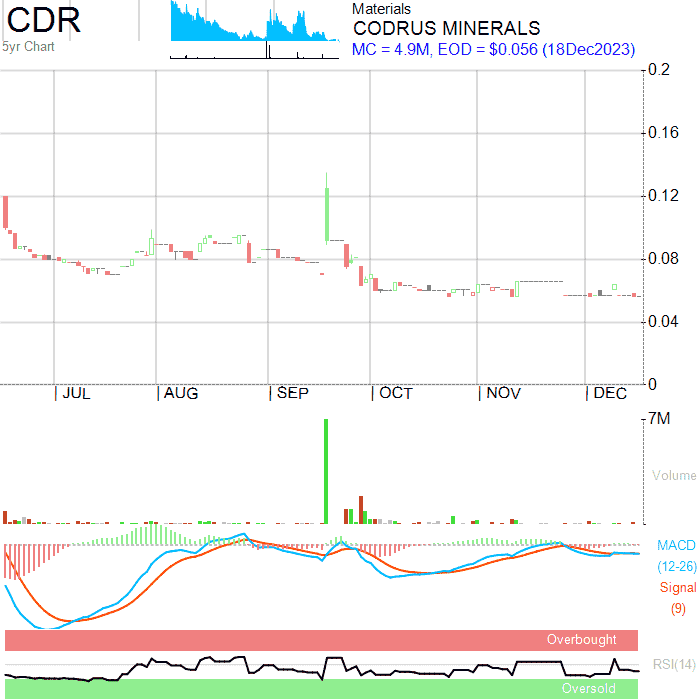 CDR
5yr Chart
Materials
CODRUS MINERALS
MC = 4.9M, EOD = $0.056 (18Dec2023)
0.2
0.16
0.12
0.08
0.04
0
JUL AUG SEP OCT NOV DEC
7M
Volume
MACD
(12-26)
Signal
(9)
Overbought
RSI(14)
Oversold